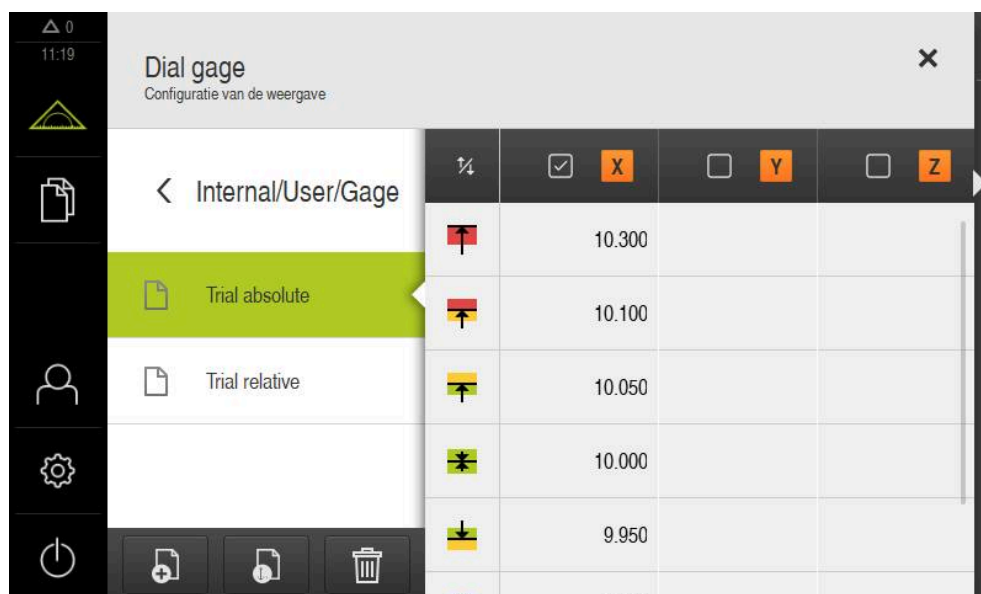 0
11:19
Dial gage
Configuratie van de weergave
Internal/User/Gage
X
Y
Z
10.300
Trial absolute
10.100
Trial relative
10.050
10.000
9.950